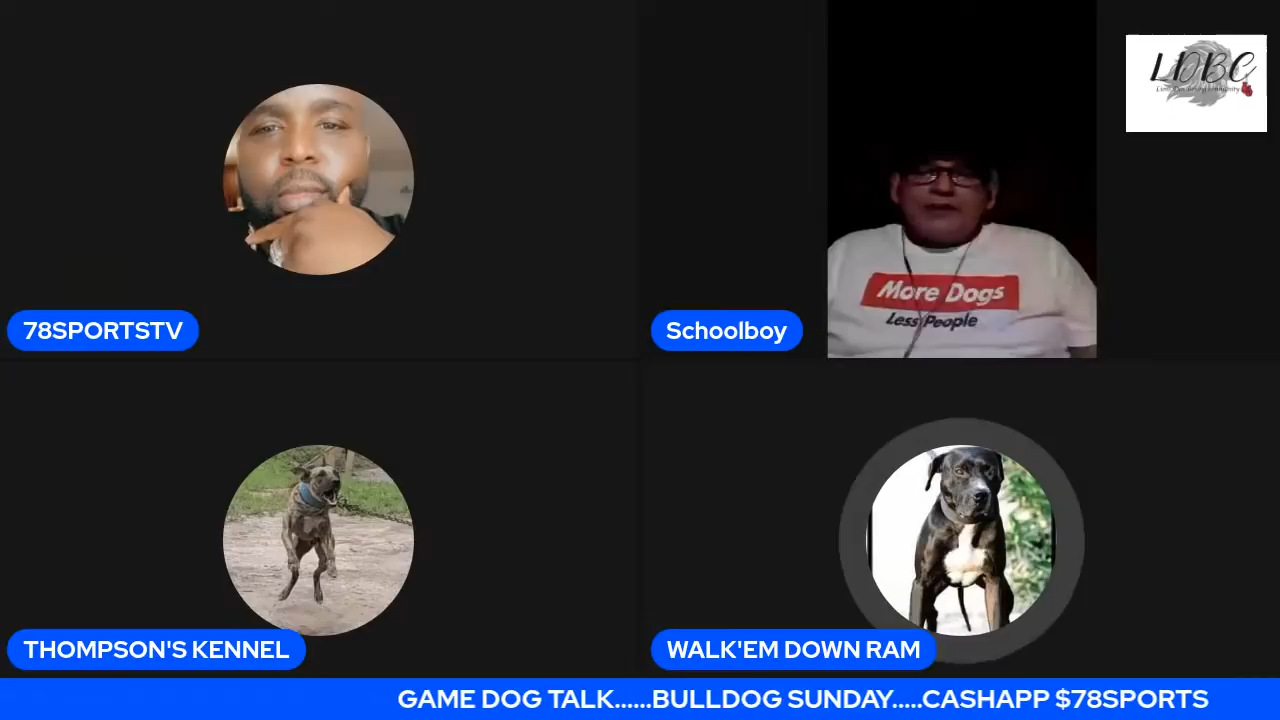 LDBC
More Dogs
Less People
78SPORTSTV
Schoolboy
THOMPSON'S KENNEL
WALK'EM DOWN RAM
GAME DOG TALK......BULLDOG SUNDAY.....CASHAPP $78SPORTS